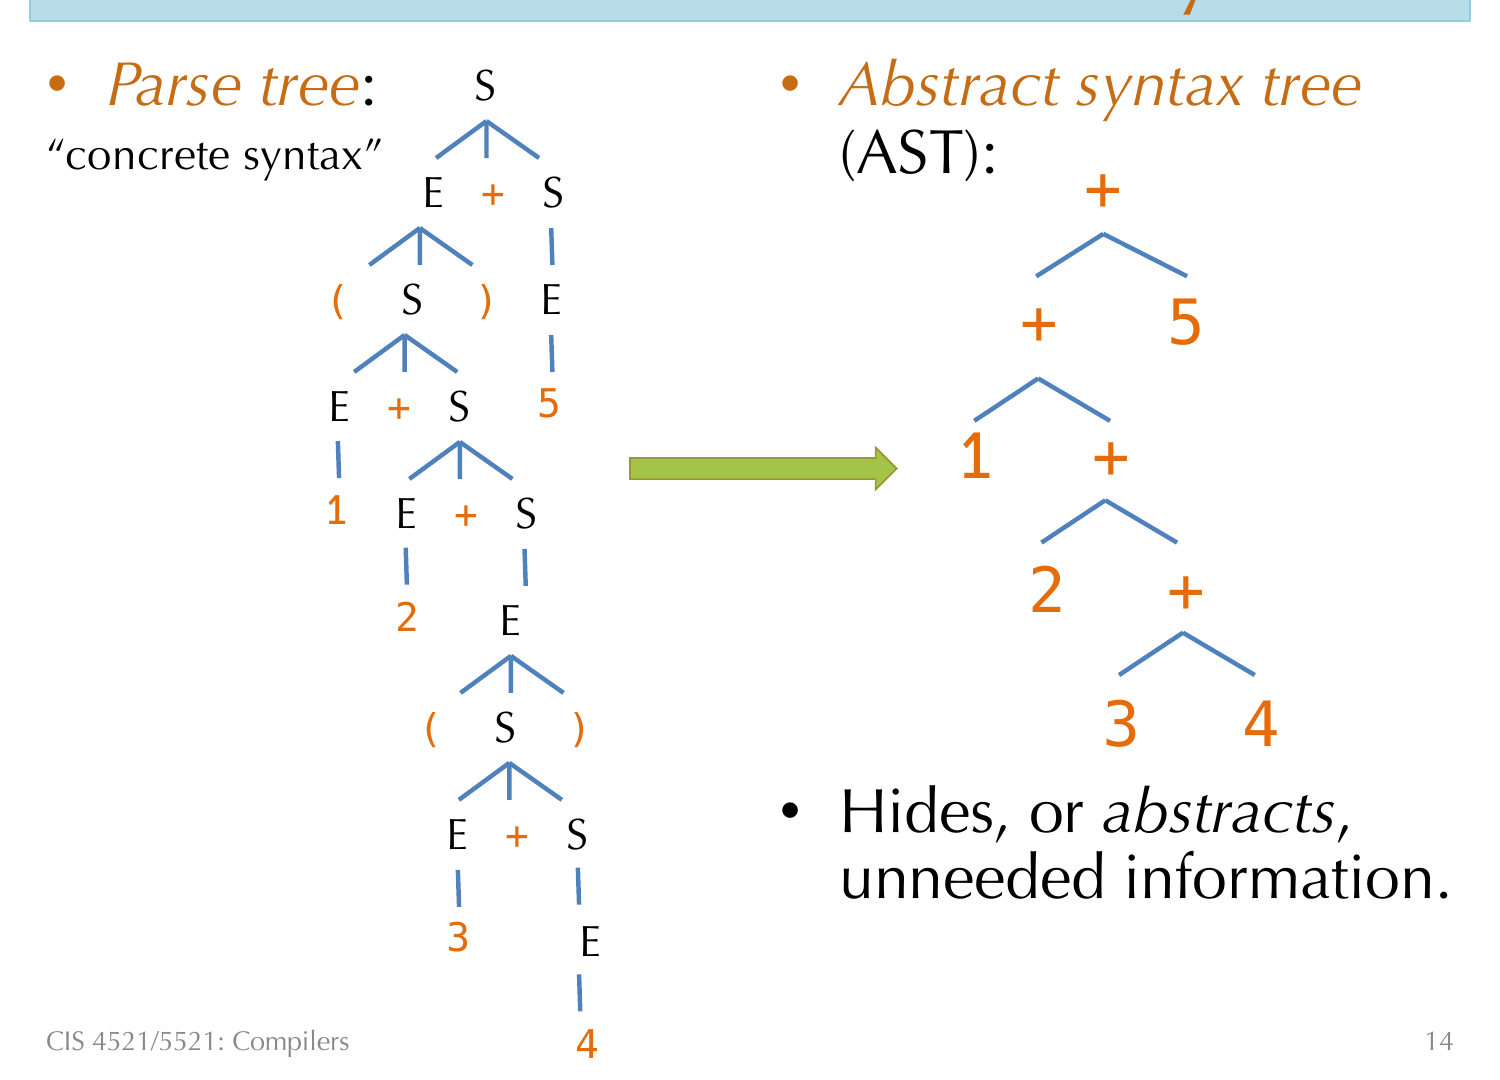 • Parse tree:
“concrete syntax”
S
E + S
( S ) E
E + S 5
1 E + S
2 E
( S )
E + S
3 E
4
• Abstract syntax tree
(AST):
+
+ 5
1 +
2 +
3 4
• Hides, or abstracts,
unneeded information.
CIS 4521/5521: Compilers
14